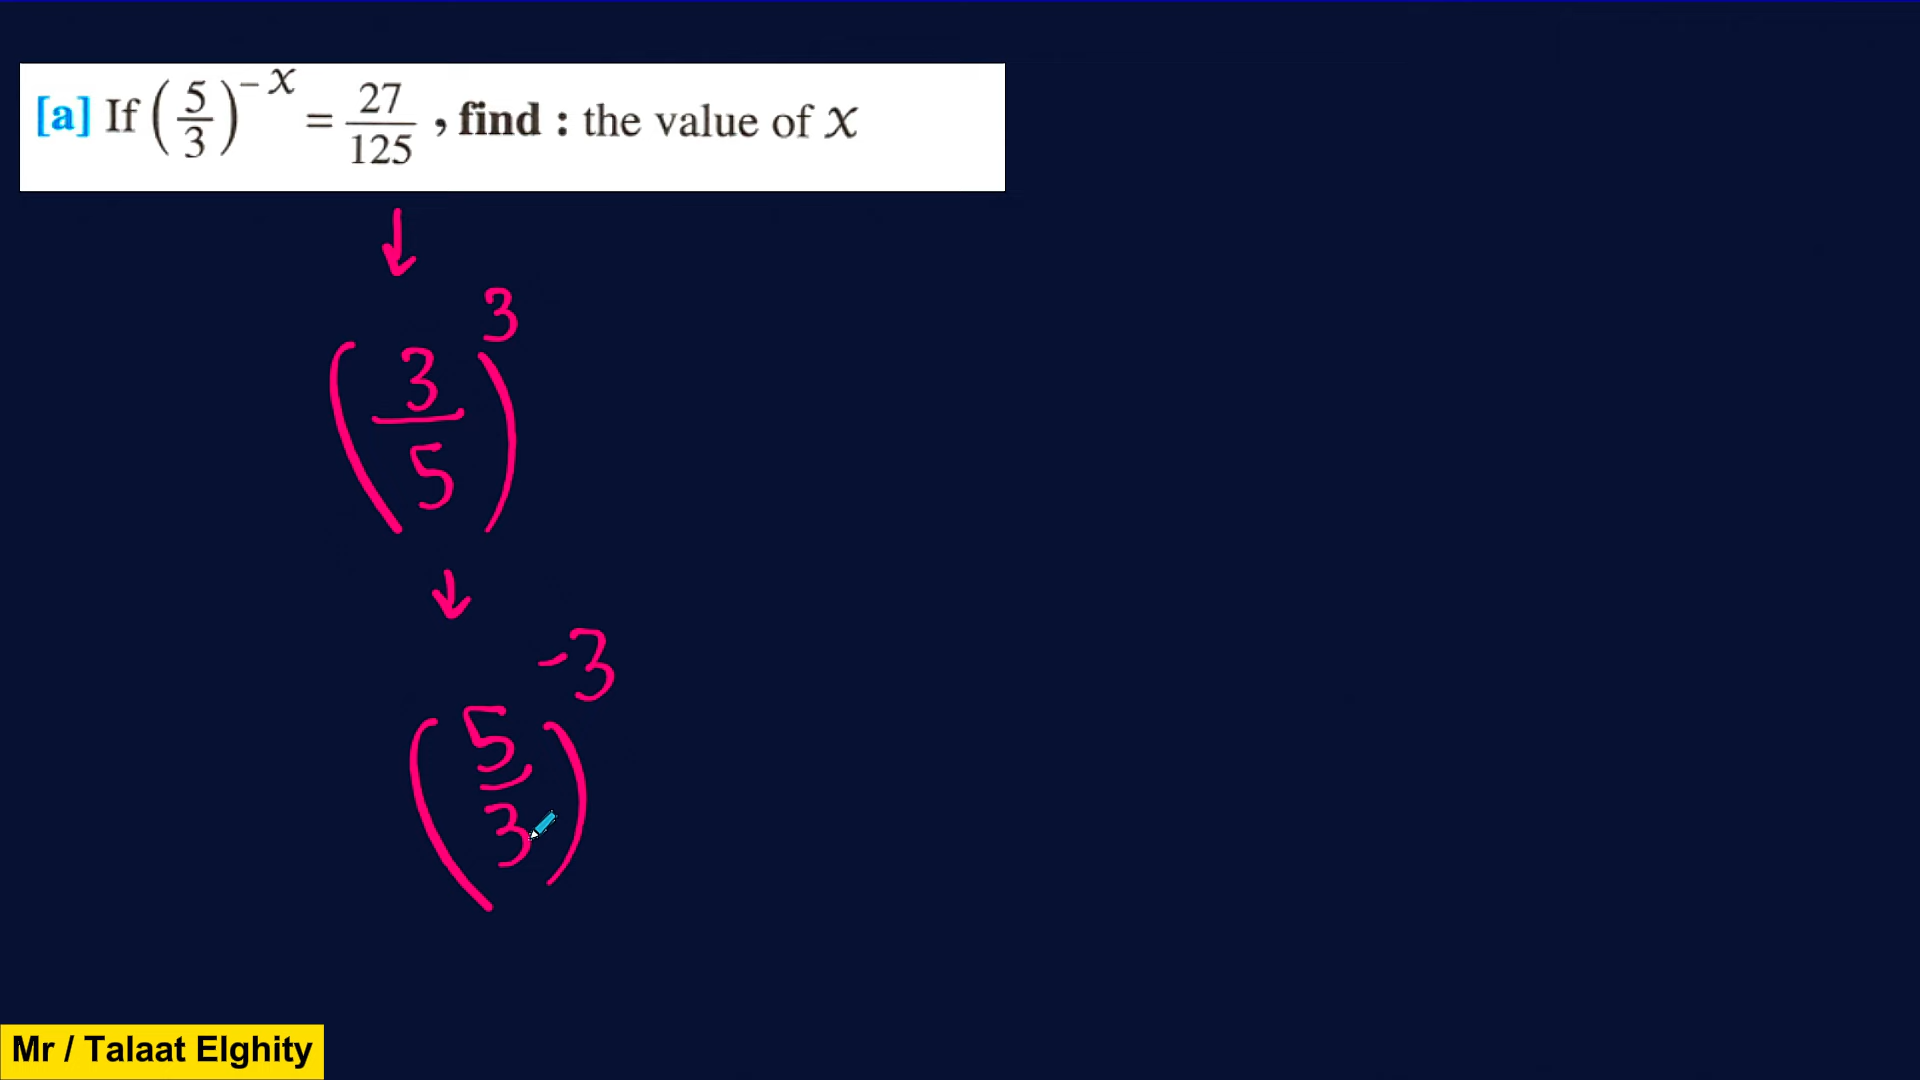 [a] If (5/3)^-x = 27/125 , find : the value of x
(3/5)^3
(5/3)^-3
Mr / Talaat Elghity